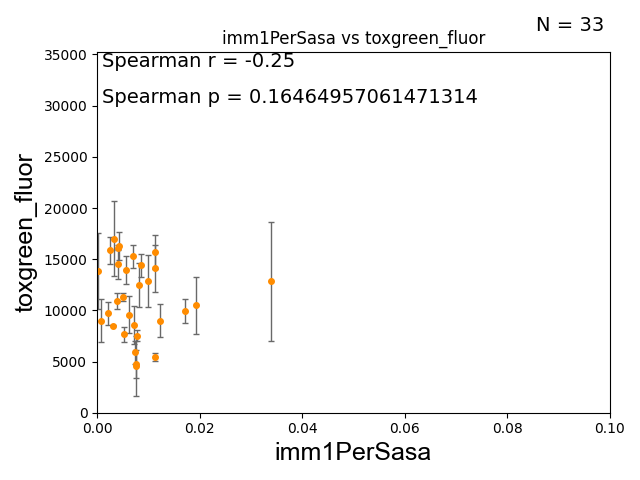 N = 33
imm1PerSasa vs toxgreen_fluor
Spearman r = -0.25
Spearman p = 0.16464957061471314
toxgreen_fluor
35000
30000
25000
20000
15000
10000
5000
0
0.00 0.02 0.04 0.06 0.08 0.10
imm1PerSasa